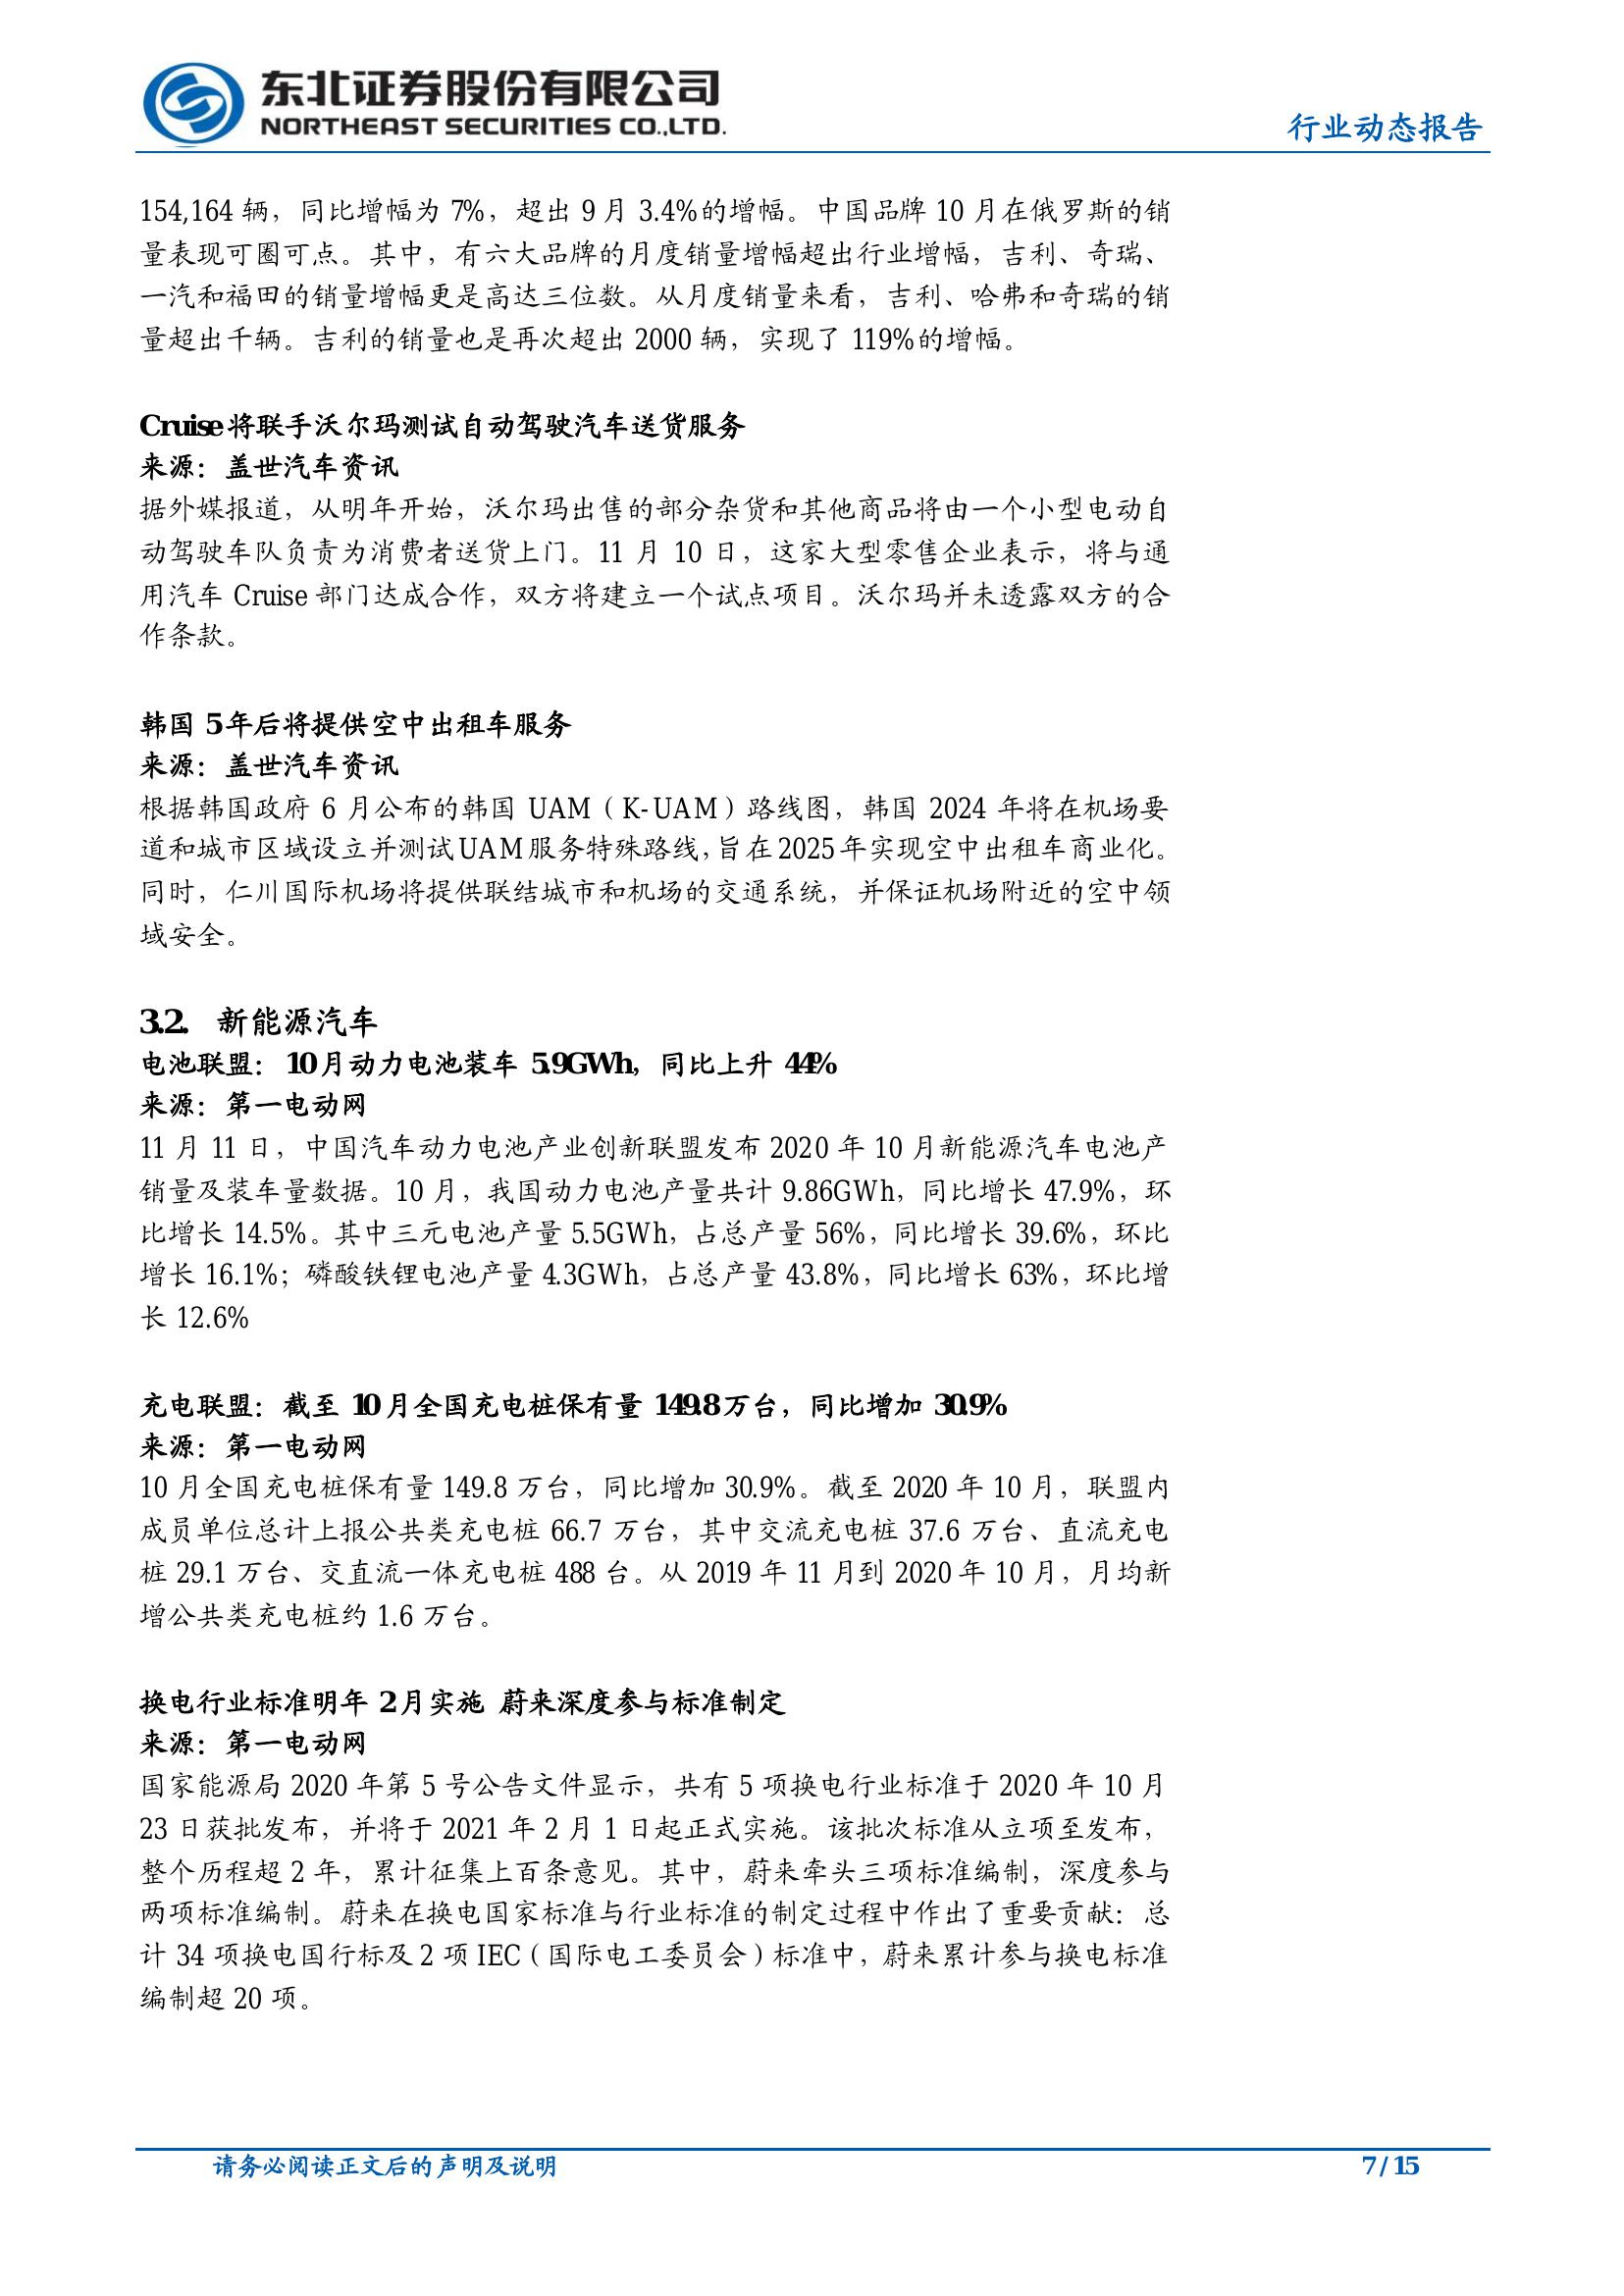 东北证券股份有限公司
NORTHEAST SECURITIES CO.,LTD.
行业动态报告
154,164 辆，同比增幅为 7%，超出 9 月 3.4%的增幅。中国品牌 10 月在俄罗斯的销
量表现可圈可点。其中，有六大品牌的月度销量增幅超出行业增幅，吉利、奇瑞、
一汽和福田的销量增幅更是高达三位数。从月度销量来看，吉利、哈弗和奇瑞的销
量超出千辆。吉利的销量也是再次超出 2000 辆，实现了 119%的增幅。
Cruise 将联手沃尔玛测试自动驾驶汽车送货服务
来源：盖世汽车资讯
据外媒报道，从明年开始，沃尔玛出售的部分杂货和其他商品将由一个小型电动自
动驾驶车队负责为消费者送货上门。11 月 10 日，这家大型零售企业表示，将与通
用汽车 Cruise 部门达成合作，双方将建立一个试点项目。沃尔玛并未透露双方的合
作条款。
韩国 5 年后将提供空中出租车服务
来源：盖世汽车资讯
根据韩国政府 6 月公布的韩国 UAM（K-UAM）路线图，韩国 2024 年将在机场要
道和城市区域设立并测试 UAM 服务特殊路线，旨在 2025 年实现空中出租车商业化。
同时，仁川国际机场将提供联结城市和机场的交通系统，并保证机场附近的空中领
域安全。
3.2. 新能源汽车
电池联盟：10 月动力电池装车 5.9GWh，同比上升 44%
来源：第一电动网
11 月 11 日，中国汽车动力电池产业创新联盟发布 2020 年 10 月新能源汽车电池产
销量及装车量数据。10 月，我国动力电池产量共计 9.86GWh，同比增长 47.9%，环
比增长 14.5%。其中三元电池产量 5.5GWh，占总产量 56%，同比增长 39.6%，环比
增长 16.1%；磷酸铁锂电池产量 4.3GWh，占总产量 43.8%，同比增长 63%，环比增
长 12.6%
充电联盟：截至 10 月全国充电桩保有量 149.8 万台，同比增加 30.9%
来源：第一电动网
10 月全国充电桩保有量 149.8 万台，同比增加 30.9%。截至 2020 年 10 月，联盟内
成员单位总计上报公共类充电桩 66.7 万台，其中交流充电桩 37.6 万台、直流充电
桩 29.1 万台、交直流一体充电桩 488 台。从 2019 年 11 月到 2020 年 10 月，月均新
增公共类充电桩约 1.6 万台。
换电行业标准明年 2 月实施 蔚来深度参与标准制定
来源：第一电动网
国家能源局 2020 年第 5 号公告文件显示，共有 5 项换电行业标准于 2020 年 10 月
23 日获批发布，并将于 2021 年 2 月 1 日起正式实施。该批次标准从立项至发布，
整个历程超 2 年，累计征集上百条意见。其中，蔚来牵头三项标准编制，深度参与
两项标准编制。蔚来在换电国家标准与行业标准的制定过程中作出了重要贡献：总
计 34 项换电国行标及 2 项 IEC（国际电工委员会）标准中，蔚来累计参与换电标准
编制超 20 项。
请务必阅读正文后的声明及说明
7 / 15